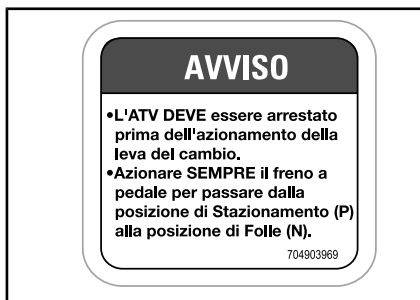 AVVISO
•L'ATV DEVE essere arrestato
prima dell'azionamento della
leva del cambio.
•Azionare SEMPRE il freno a
pedale per passare dalla
posizione di Stazionamento (P)
alla posizione di Folle (N).
704903969